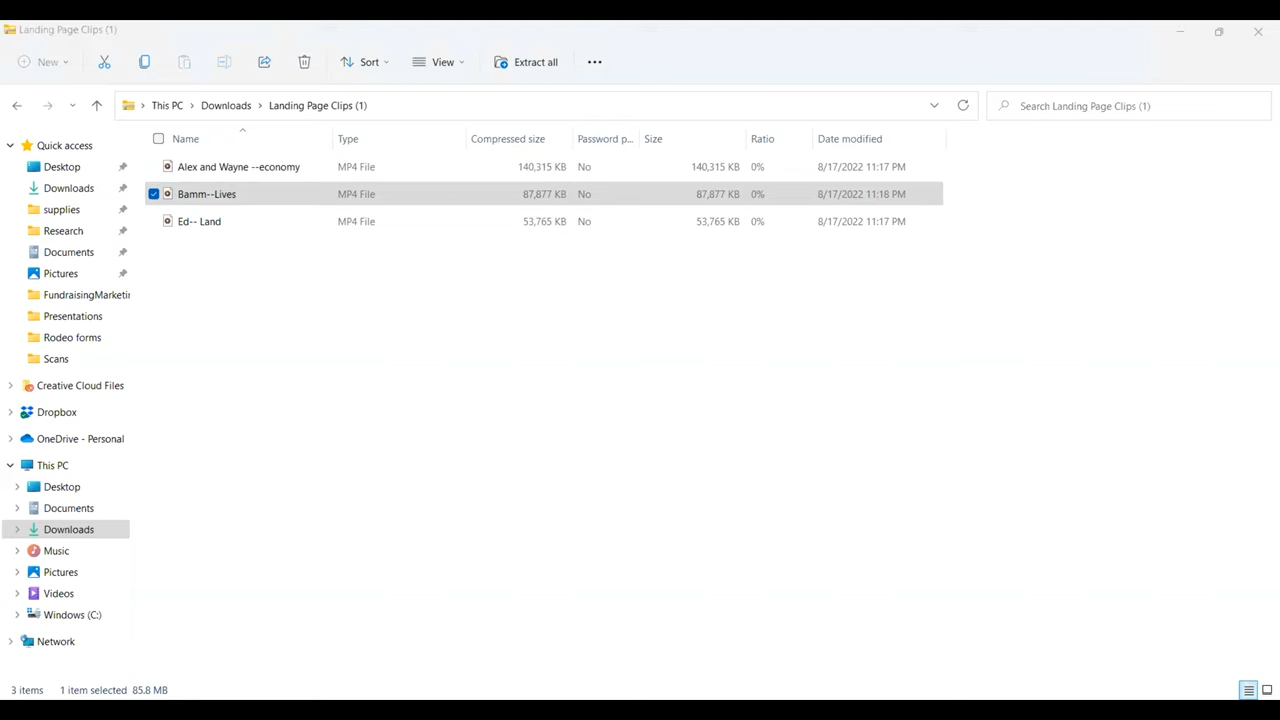 Landing Page Clips (1)
New
Sort
View
Extract all
This PC > Downloads > Landing Page Clips (1)
Search Landing Page Clips (1)
Name Type Compressed size Password p... Size Ratio Date modified
Alex and Wayne --economy MP4 File 140,315 KB No 140,315 KB 0% 8/17/2022 11:17 PM
Bamm--Lives MP4 File 87,877 KB No 87,877 KB 0% 8/17/2022 11:18 PM
Ed-- Land MP4 File 53,765 KB No 53,765 KB 0% 8/17/2022 11:17 PM
Quick access
Desktop
Downloads
supplies
Research
Documents
Pictures
FundraisingMarketin
Presentations
Rodeo forms
Scans
Creative Cloud Files
Dropbox
OneDrive - Personal
This PC
Desktop
Documents
Downloads
Music
Pictures
Videos
Windows (C:)
Network
3 items 1 item selected 85.8 MB